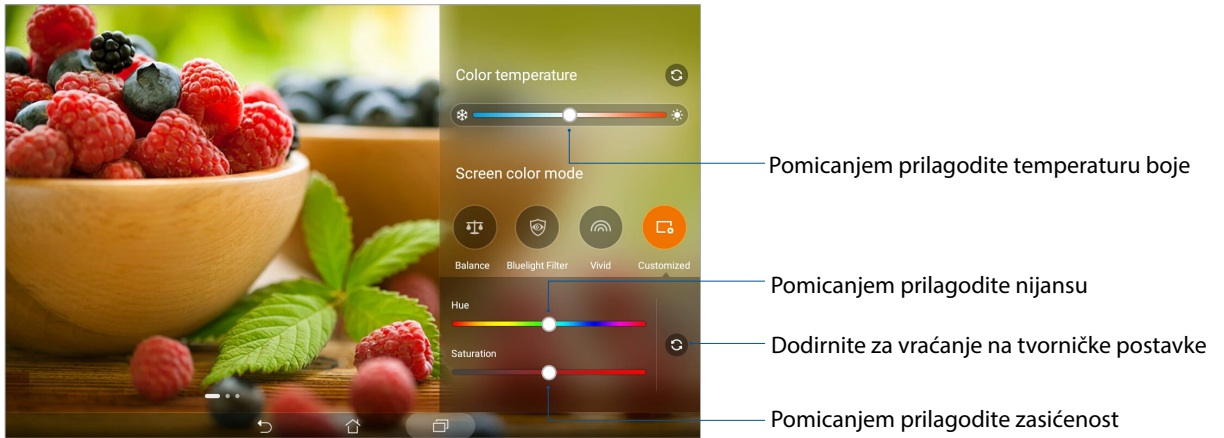 Color temperature
Pomicanjem prilagodite temperaturu boje
Screen color mode
Balance Bluelight Filter Vivid Customized
Pomicanjem prilagodite nijansu
Hue
Dodirnite za vraćanje na tvorničke postavke
Saturation
Pomicanjem prilagodite zasićenost